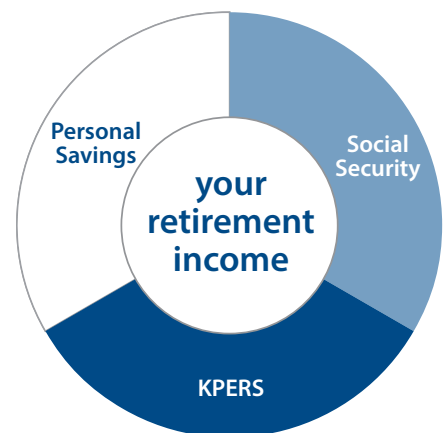 Personal
Savings
Social
Security
your
retirement
income
KPERS